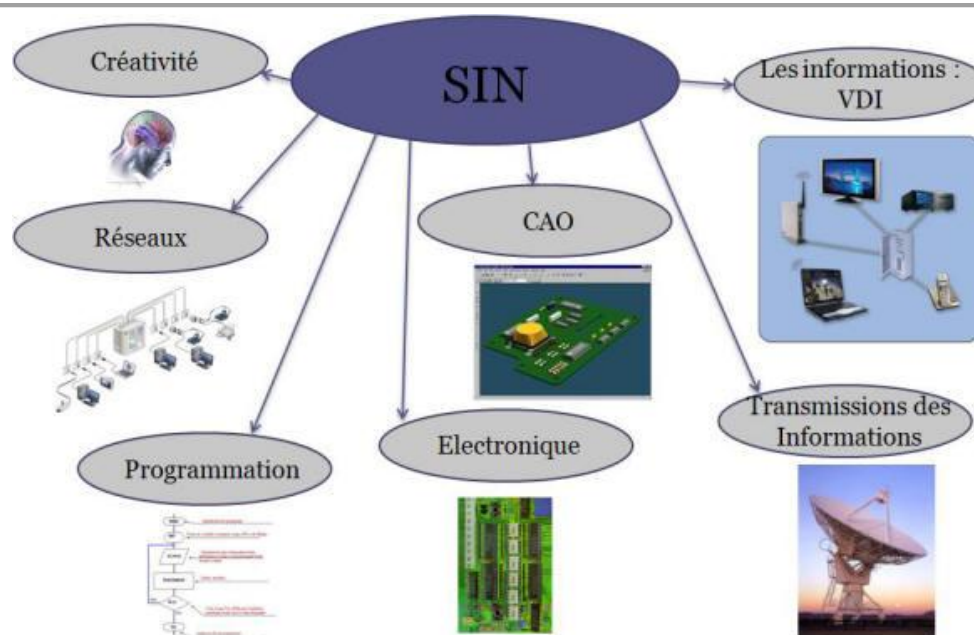 SIN
Créativité
Les informations :
VDI
Réseaux
CAO
Programmation
Electronique
Transmissions des
Informations